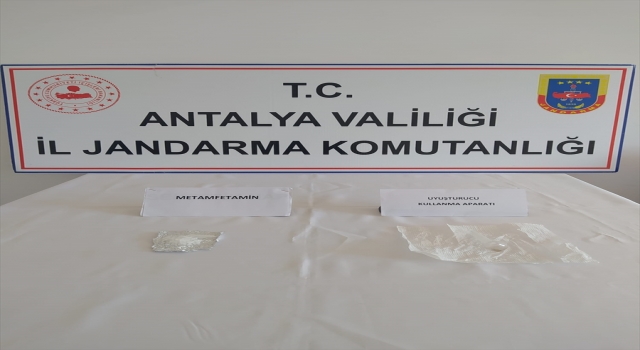 T.C.
ANTALYA VALİLİĞİ
İL JANDARMA KOMUTANLIĞI
METAMFETAMİN
UYUŞTURUCU
KULLANMA APARATI